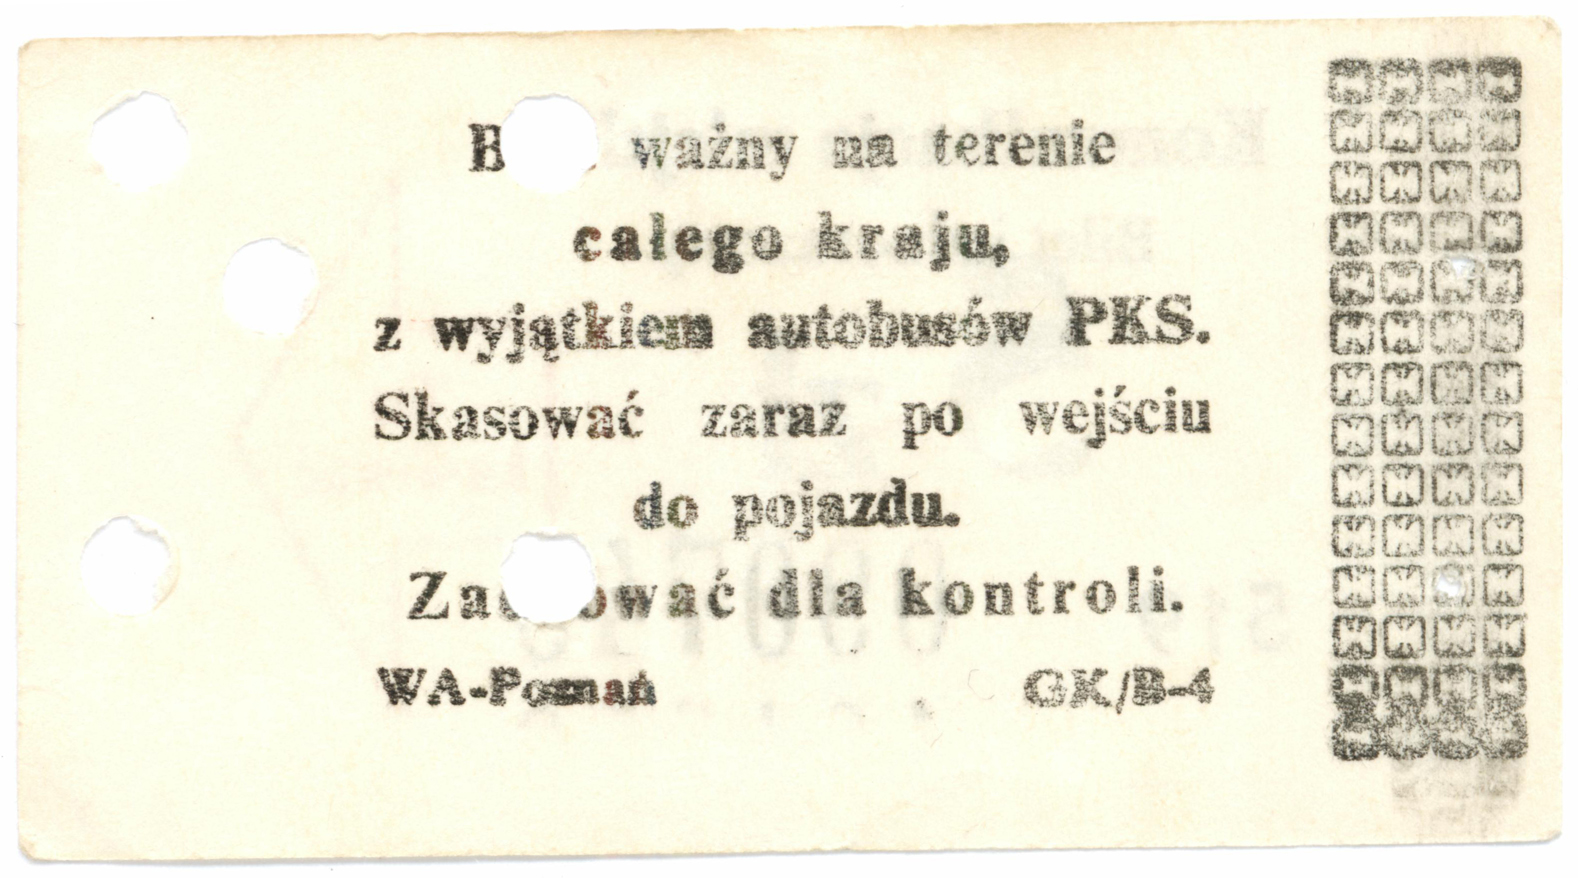 ważny na terenie
całego kraju,
z wyjątkiem autobusów PKS.
Skasować zaraz po wejściu
do pojazdu.
dla kontroli.
WA-Poznań GK/B-4